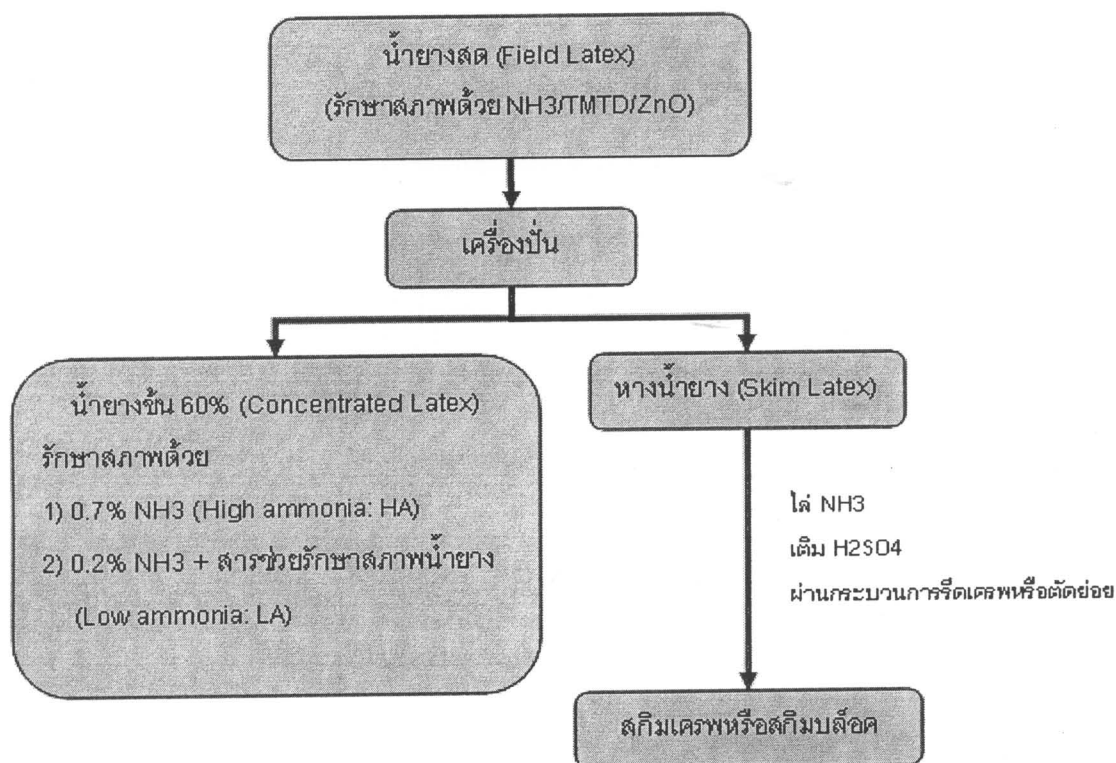 น้ำยางสด (Field Latex)
(รักษาสภาพด้วย NH3/TMTD/ZnO)
เครื่องปั่น
น้ำยางข้น 60% (Concentrated Latex)
รักษาสภาพด้วย
1) 0.7% NH3 (High ammonia: HA)
2) 0.2% NH3 + สารช่วยรักษาสภาพน้ำยาง
(Low ammonia: LA)
หางน้ำยาง (Skim Latex)
ไล่ NH3
เติม H2SO4
ผ่านกระบวนการรีดเครพหรือตัดย่อย
สกิมเครพหรือสกิมบล็อค